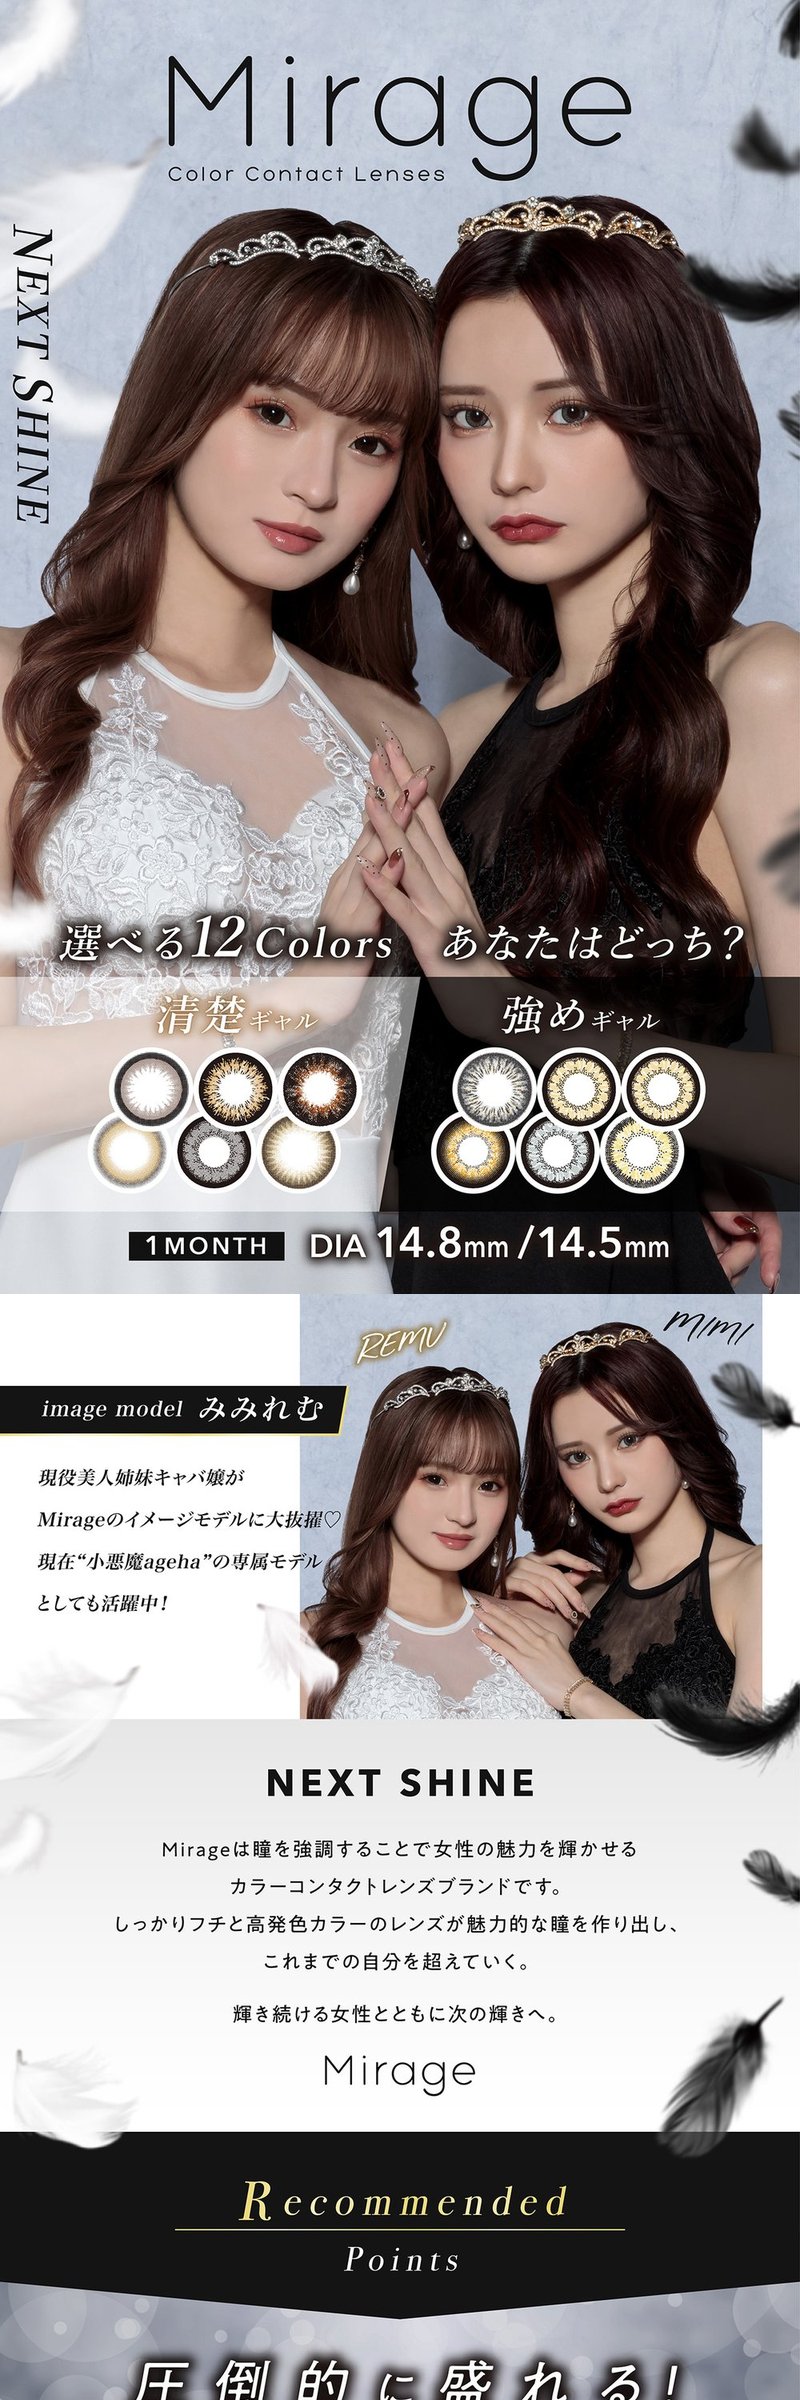 Mirage
Color Contact Lenses
NEXT SHINE
選べる12 Colors
あなたはどっち？
清楚ギャル
強めギャル
1MONTH DIA 14.8mm /14.5mm
REMU
MIMI
image model みみれむ
現役美人姉妹キャバ嬢が
Mirageのイメージモデルに大抜擢♡
現在“小悪魔ageha”の専属モデル
としても活躍中！
NEXT SHINE
Mirageは瞳を強調することで女性の魅力を輝かせる
カラーコンタクトレンズブランドです。
しっかりフチと高発色カラーのレンズが魅力的な瞳を作り出し、
これまでの自分を超えていく。
輝き続ける女性とともに次の輝きへ。
Mirage
Recommended
Points
圧倒的に盛れる！